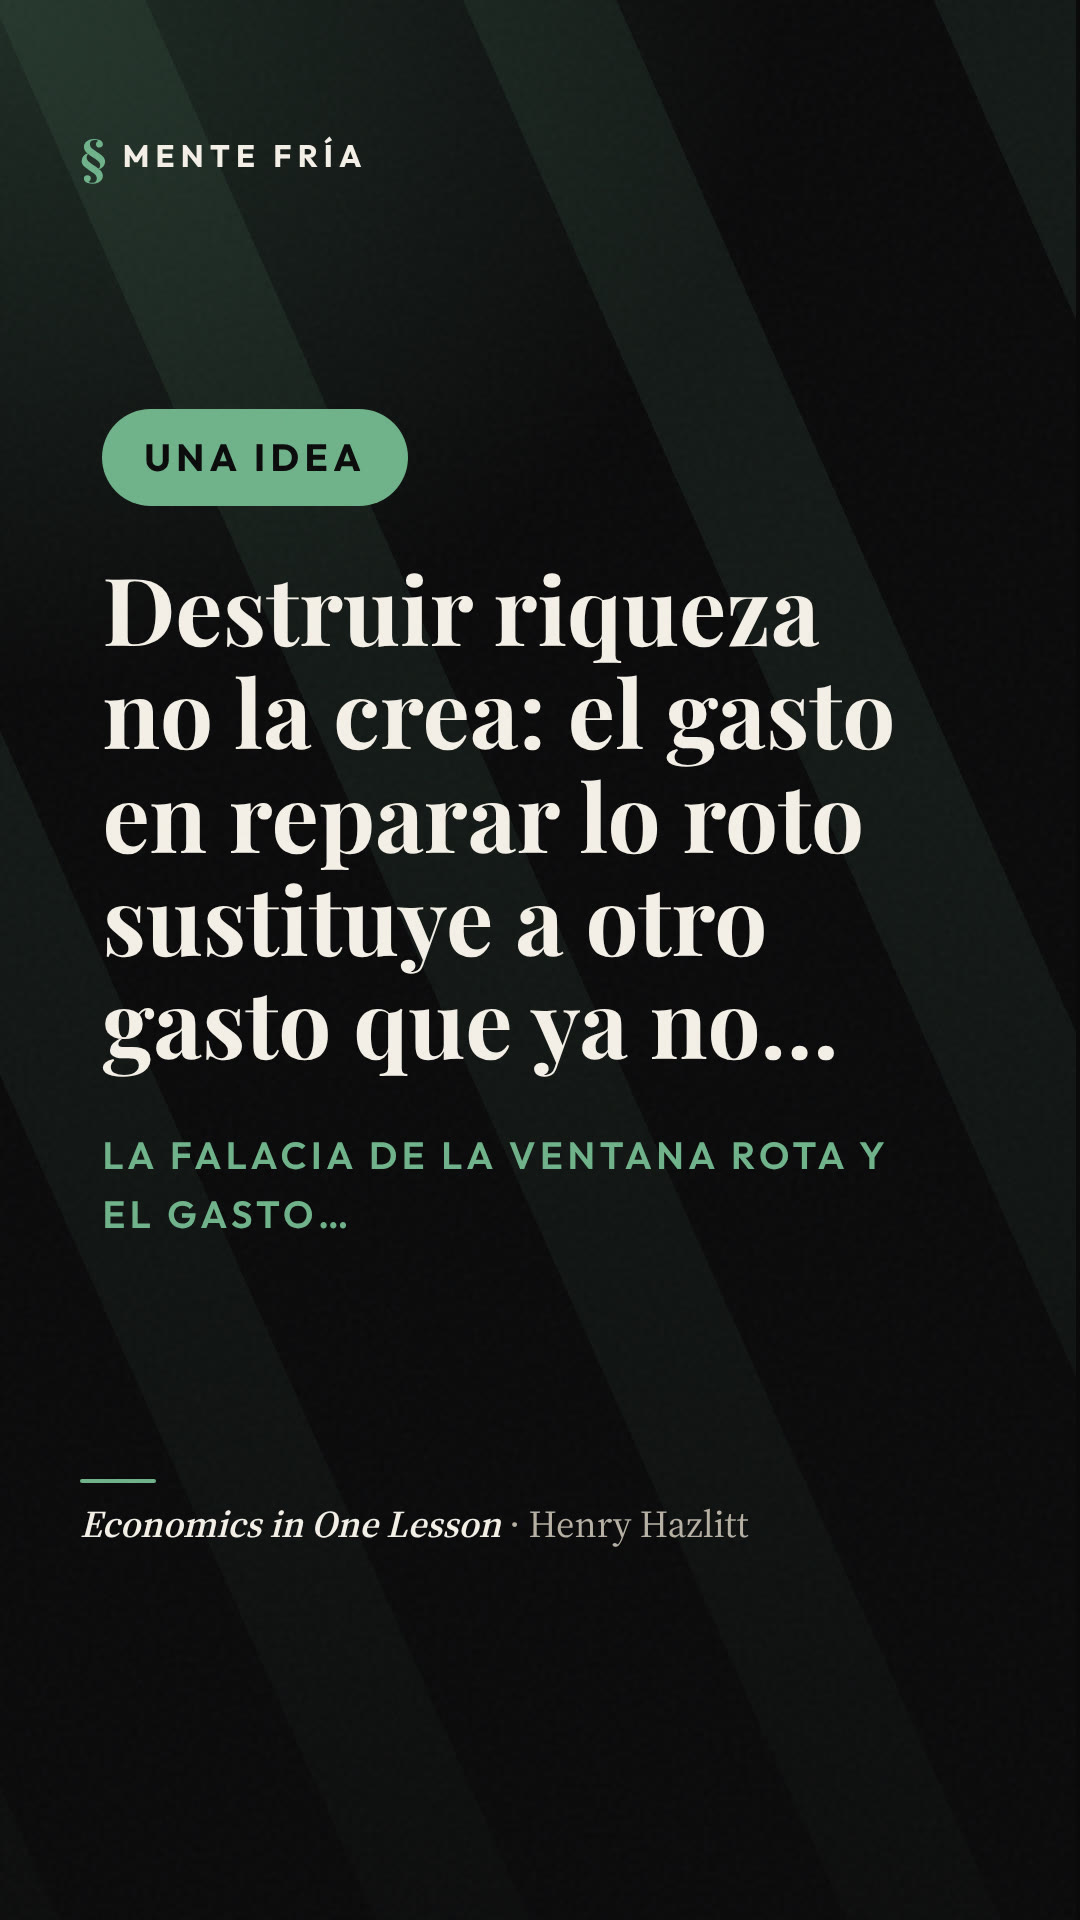 § MENTE FRÍA
UNA IDEA
Destruir riqueza
no la crea: el gasto
en reparar lo roto
sustituye a otro
gasto que ya no...
LA FALACIA DE LA VENTANA ROTA Y
EL GASTO...
Economics in One Lesson · Henry Hazlitt